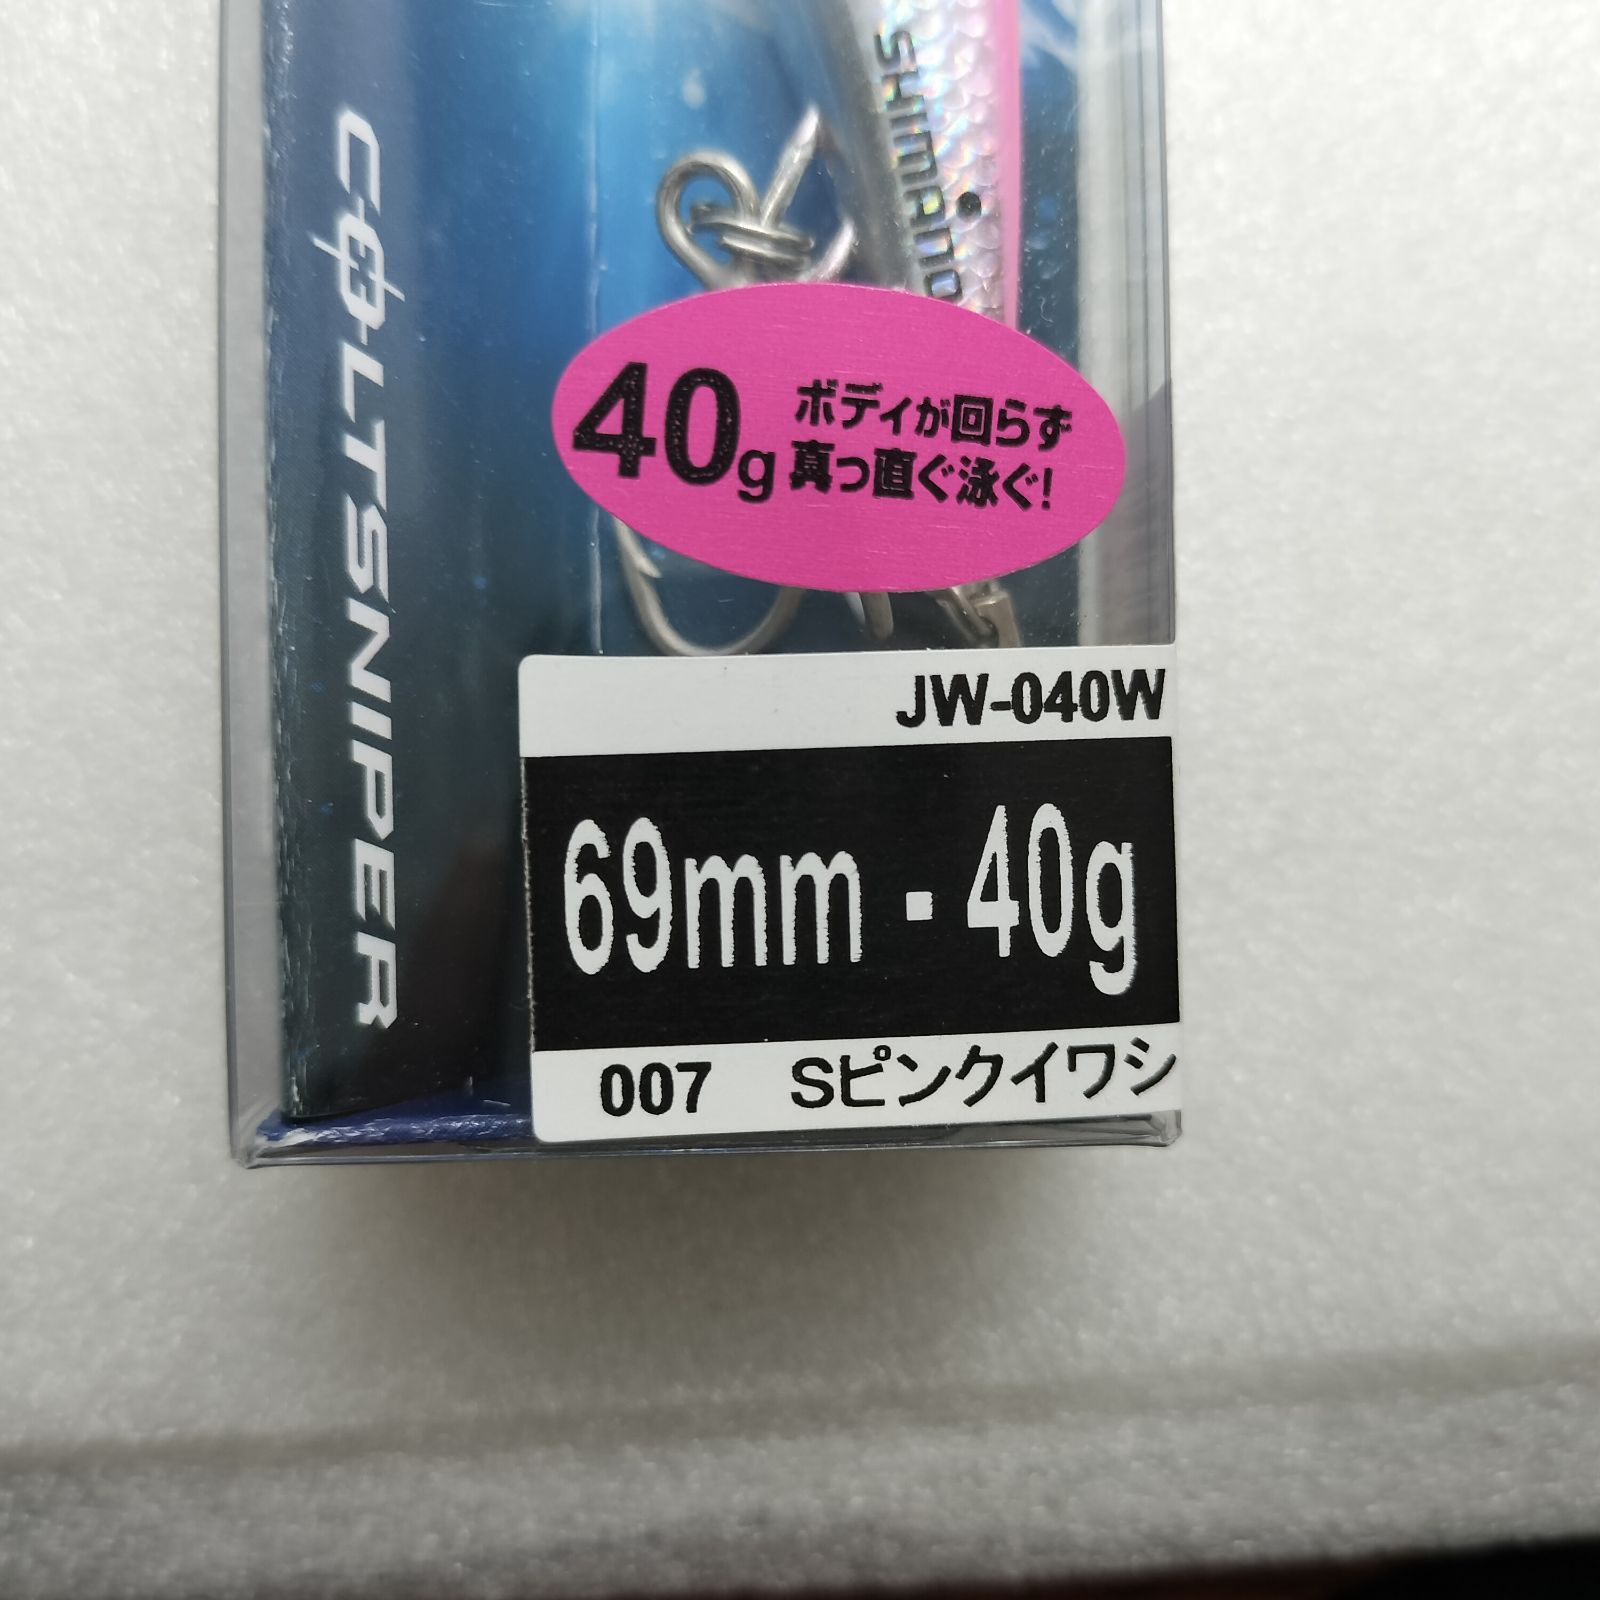 COLTSNIPER
SHIMANO
40g
ボディが回らず
真っ直ぐ泳ぐ!
JW-040W
69mm - 40g
007 Sピンクイワシ